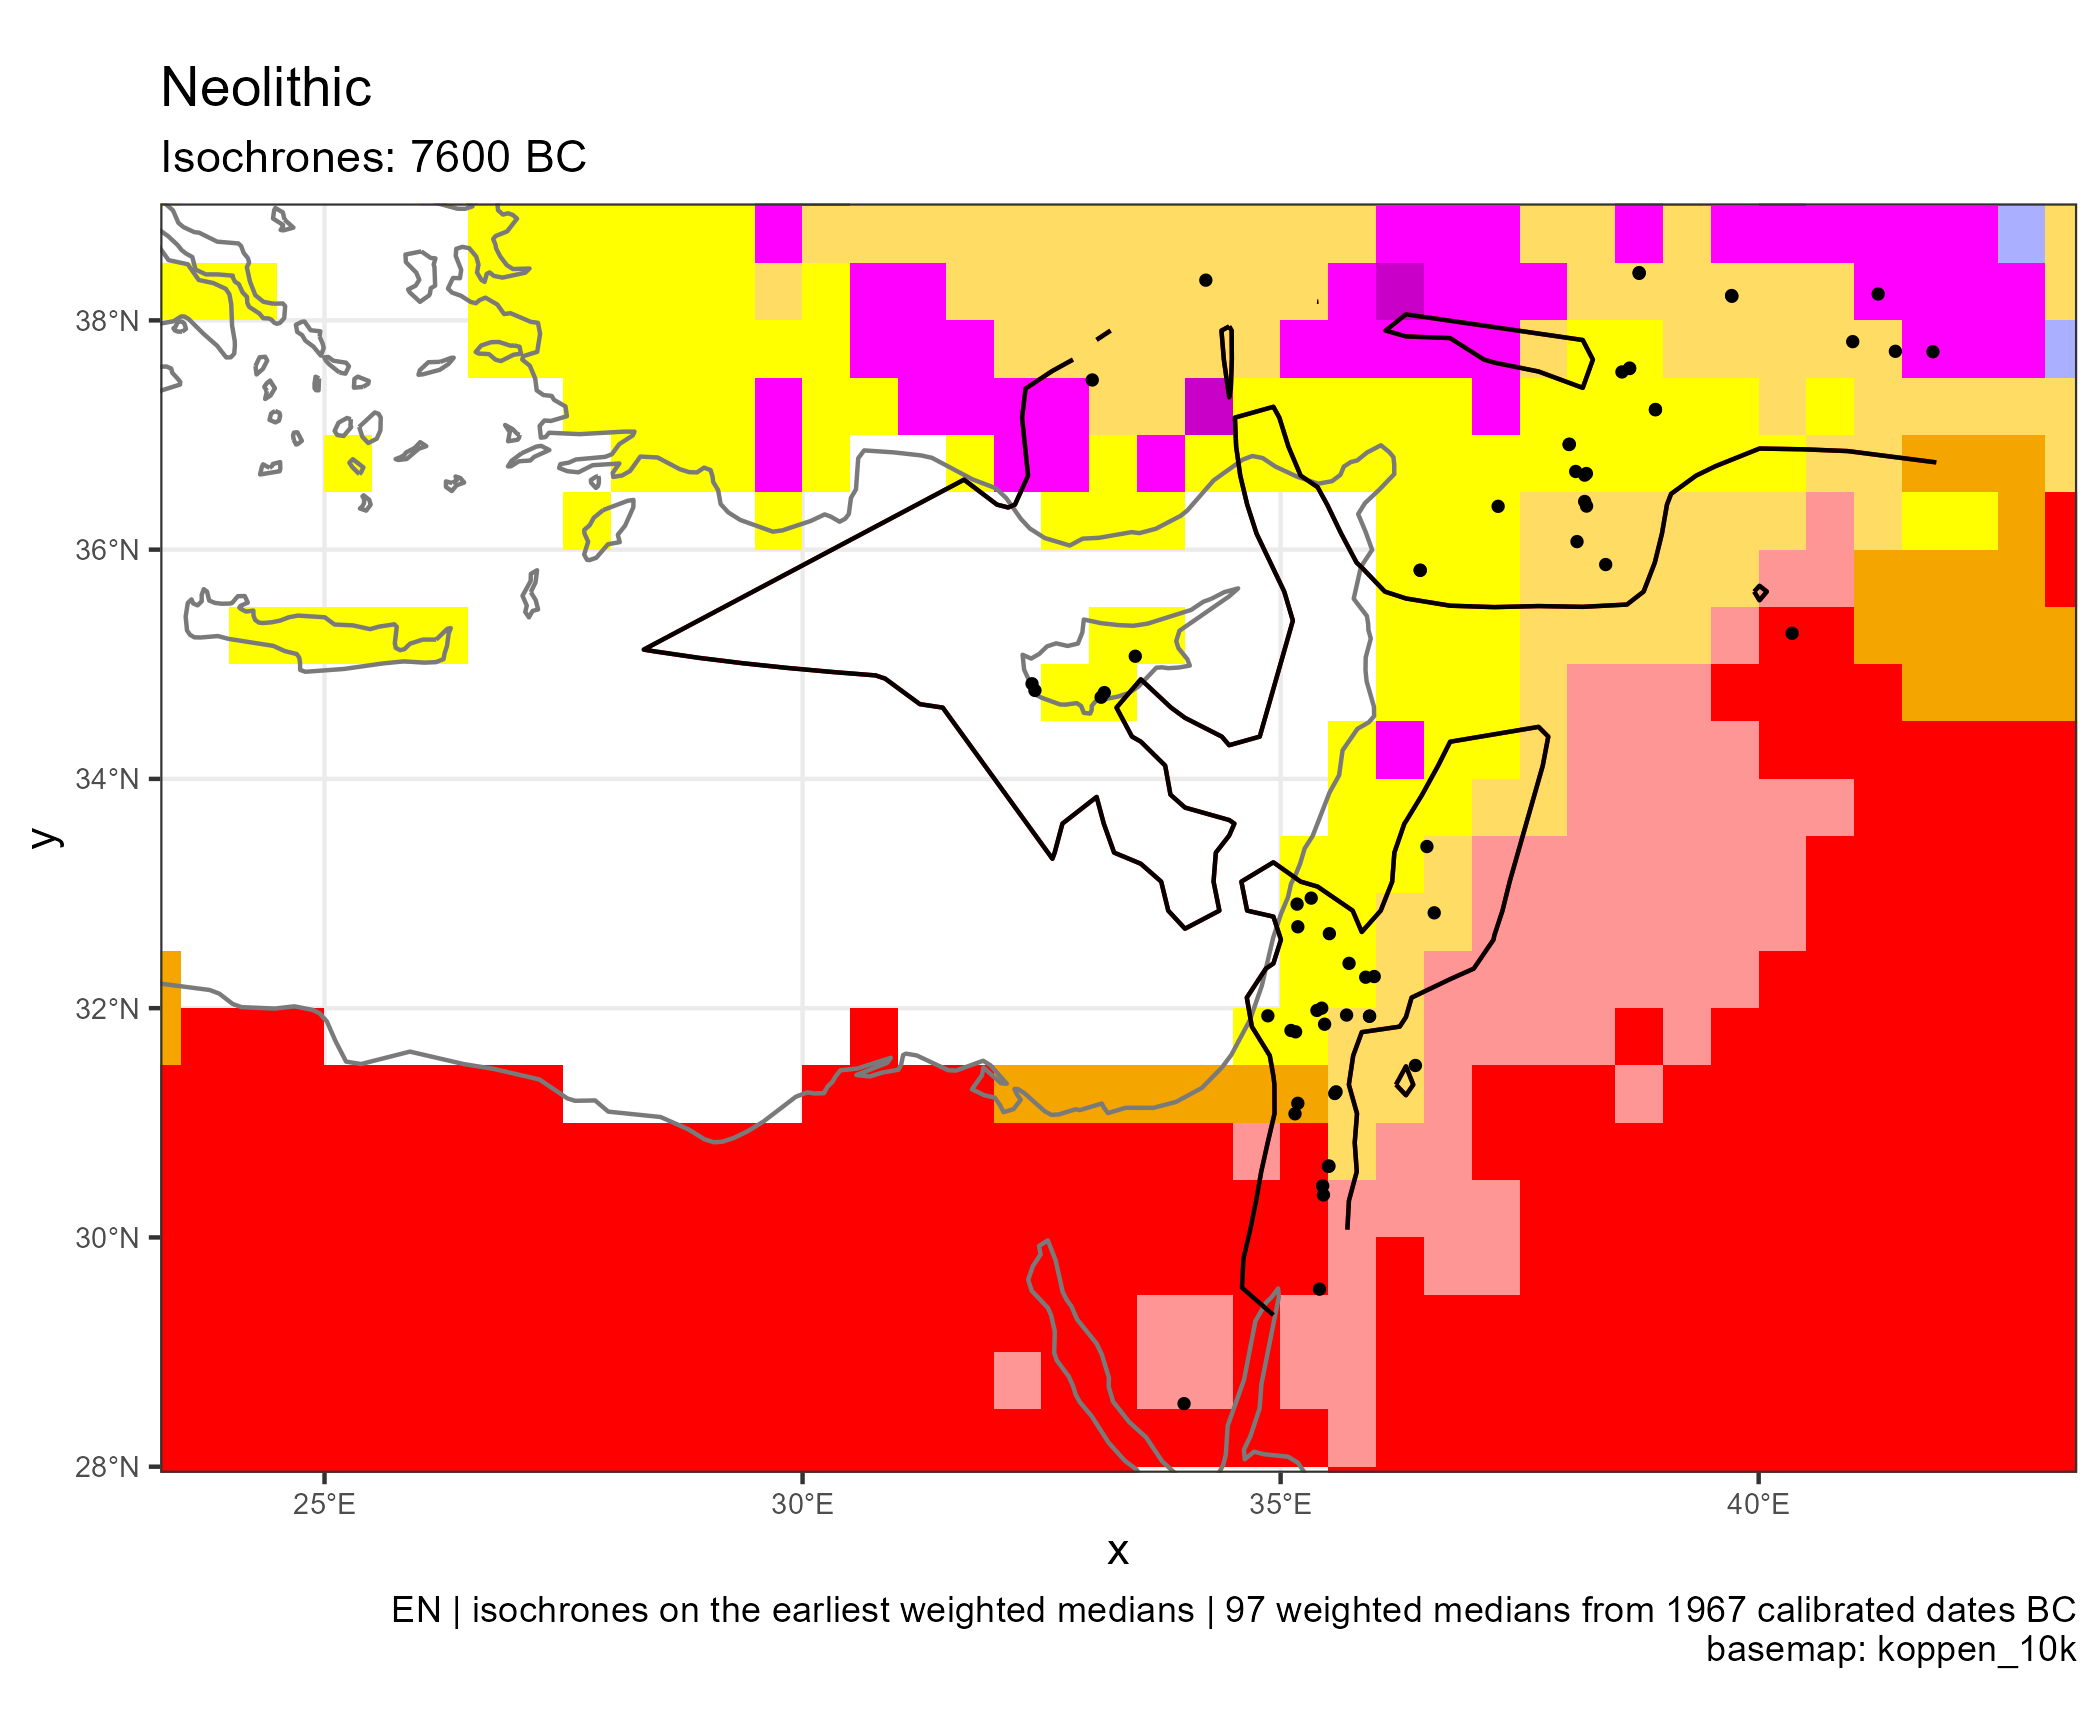 Neolithic
Isochrones: 7600 BC
38°N
36°N
34°N
32°N
30°N
28°N
y
25°E
30°E
35°E
40°E
x
EN | isochrones on the earliest weighted medians | 97 weighted medians from 1967 calibrated dates BC
basemap: koppen_10k